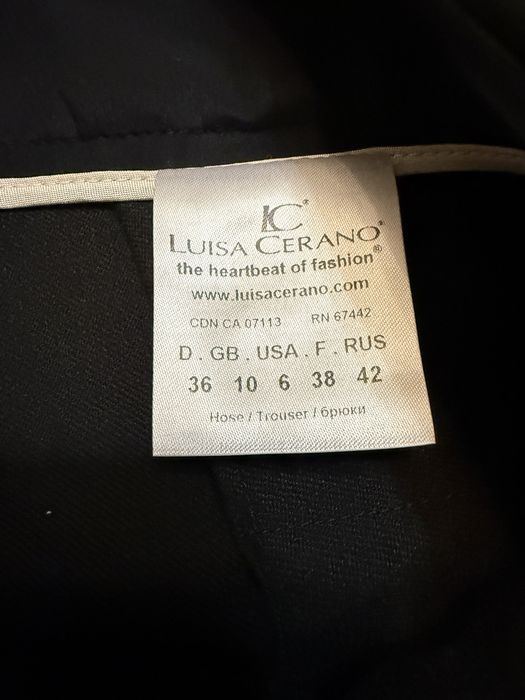 LC®
LUISA CERANO®
the heartbeat of fashion®
www.luisacerano.com
CDN CA 07113 RN 67442
D . GB . USA . F . RUS
36 10 6 38 42
Hose / Trouser / брюки